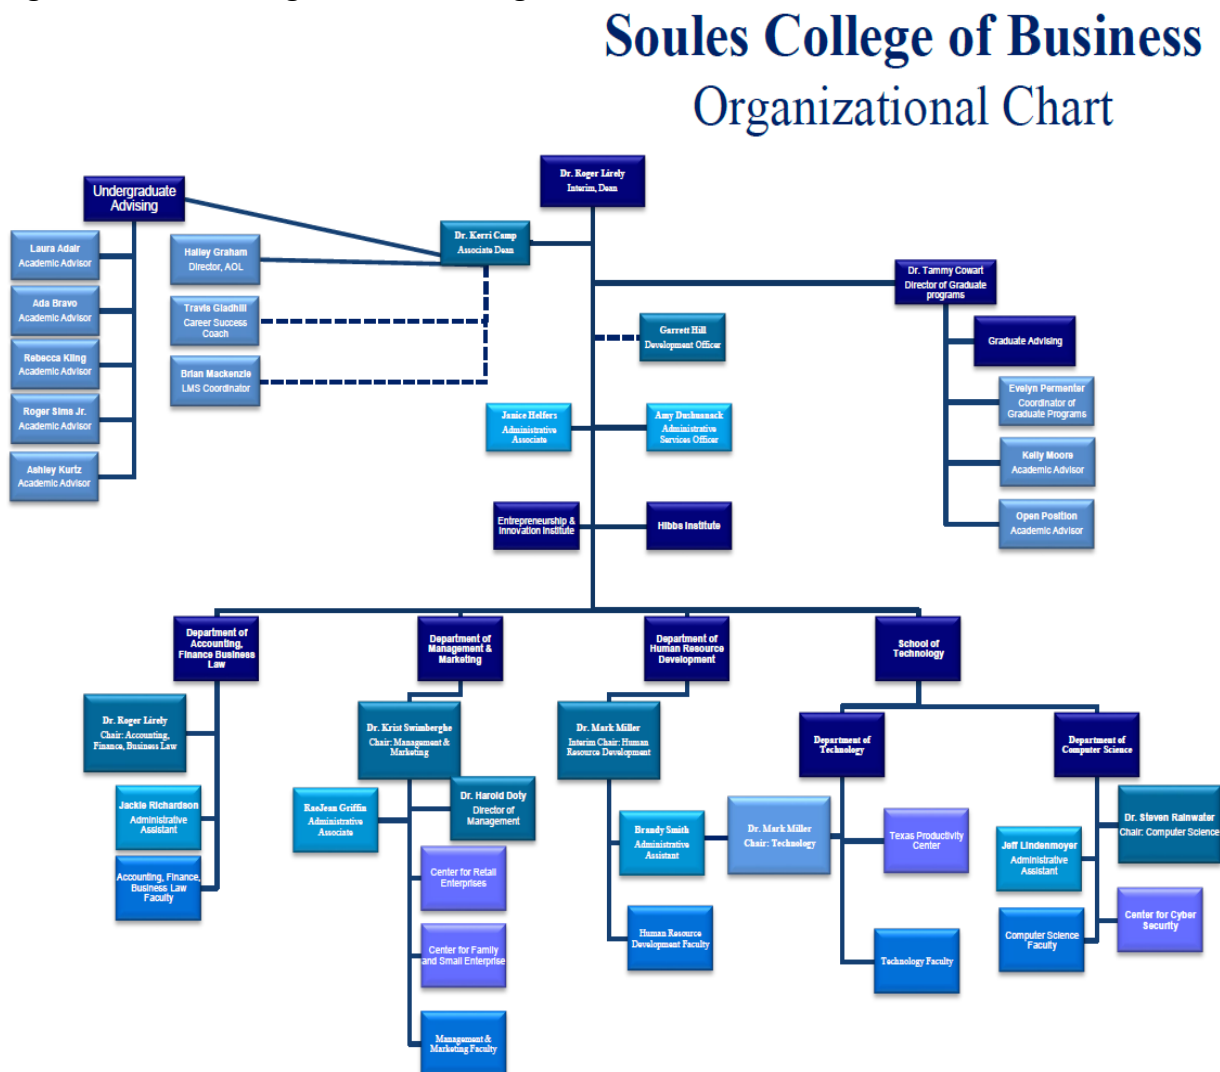 Soules College of Business
Organizational Chart
Dr. Roger Lirely
Interim, Dean
Undergraduate
Advising
Dr. Kerri Camp
Associate Dean
Laura Adair
Academic Advisor
Ada Bravo
Academic Advisor
Rebecca Kling
Academic Advisor
Roger Sims Jr.
Academic Advisor
Ashley Kurtz
Academic Advisor
Hailey Graham
Director, AOL
Travis Gladhill
Career Success
Coach
Brian Mackenzie
LMS Coordinator
Dr. Tammy Cowart
Director of Graduate
programs
Garrett Hill
Development Officer
Graduate Advising
Evelyn Permenter
Coordinator of
Graduate Programs
Kelly Moore
Academic Advisor
Open Position
Academic Advisor
Janice Helfers
Administrative
Associate
Administrative
Services Officer
Entrepreneurship &
Innovation Institute
Hibbs Institute
Department of
Accounting,
Finance Business
Law
Department of
Management &
Marketing
Department of
Human Resource
Development
School of
Technology
Dr. Roger Lirely
Chair: Accounting,
Finance, Business Law
Jackie Richardson
Administrative
Assistant
Accounting, Finance,
Business Law
Faculty
Dr. Krist Swimberghe
Chair: Management &
Marketing
Dr. Harold Doty
Director of
Management
RaeJean Griffin
Administrative
Associate
Center for Retail
Enterprises
Center for Family
and Small Enterprise
Management &
Marketing Faculty
Dr. Mark Miller
Interim Chair: Human
Resource Development
Brandy Smith
Administrative
Assistant
Human Resource
Development Faculty
Department of
Technology
Dr. Mark Miller
Chair: Technology
Texas Productivity
Center
Technology Faculty
Department of
Computer Science
Dr. Steven Rainwater
Chair: Computer Science
Jeff Lindenmoyer
Administrative
Assistant
Computer Science
Faculty
Center for Cyber
Security